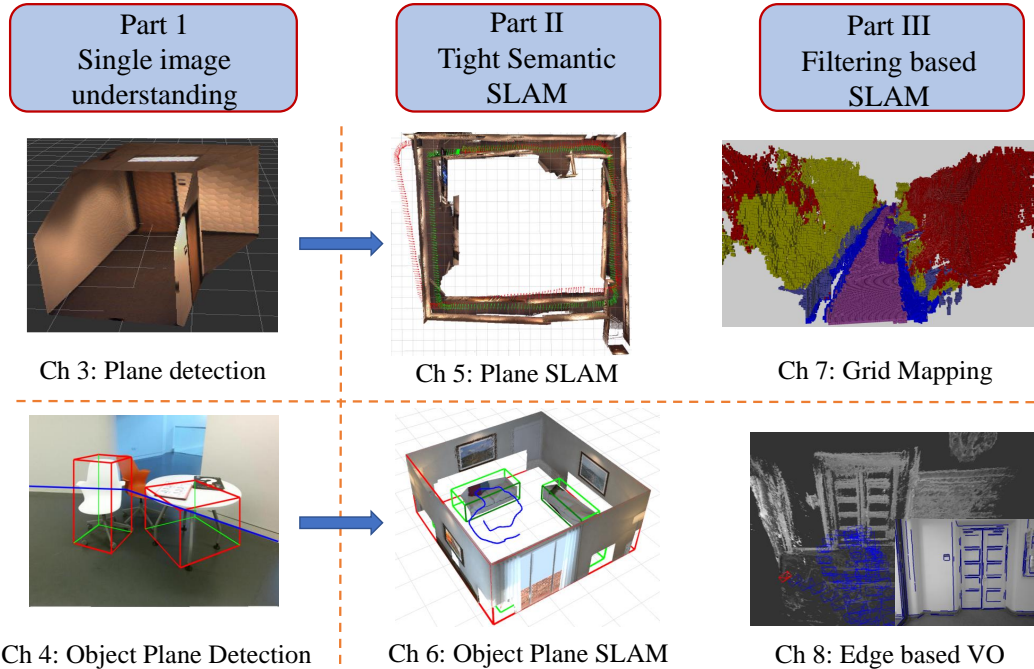 Part 1
Single image
understanding
Part II
Tight Semantic
SLAM
Part III
Filtering based
SLAM
Ch 3: Plane detection
Ch 5: Plane SLAM
Ch 7: Grid Mapping
Ch 4: Object Plane Detection
Ch 6: Object Plane SLAM
Ch 8: Edge based VO